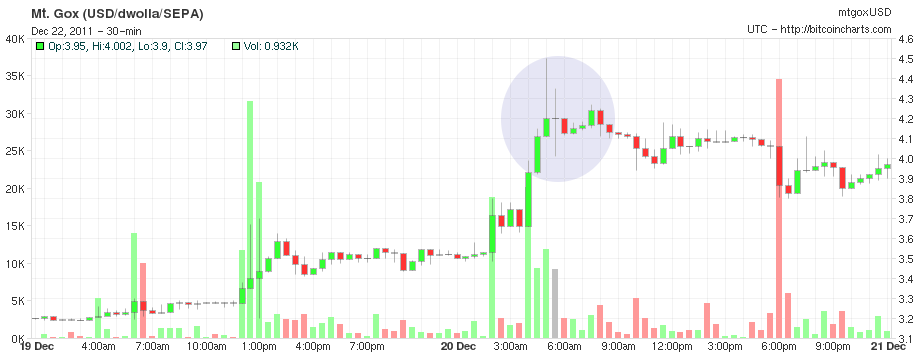 Mt. Gox (USD/dwolla/SEPA)
mtgoxUSD
Dec 22, 2011 - 30-min
UTC - http://bitcoincharts.com
Op:3.95, Hi:4.002, Lo:3.9, Cl:3.97 Vol: 0.932K
40K
35K
30K
25K
20K
15K
10K
5K
0K
4.6
4.5
4.4
4.3
4.2
4.1
4.0
3.9
3.8
3.7
3.6
3.5
3.4
3.3
3.2
3.1
19 Dec 4:00am 7:00am 10:00am 1:00pm 4:00pm 7:00pm 20 Dec 3:00am 6:00am 9:00am 12:00pm 3:00pm 6:00pm 9:00pm 21 Dec